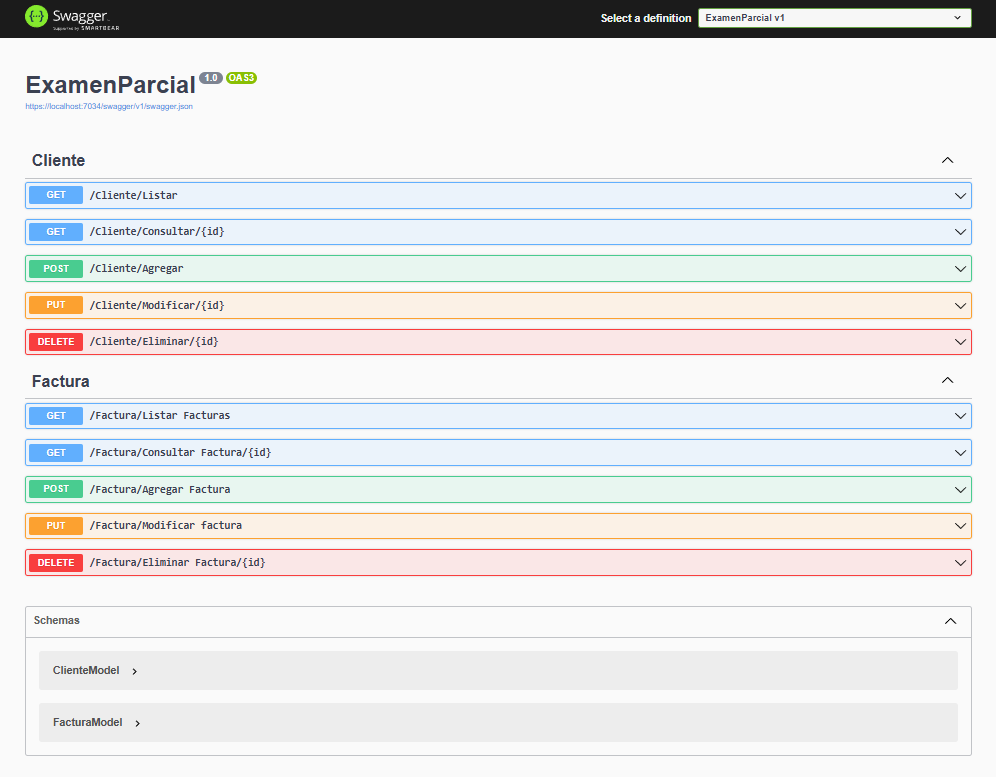 Swagger
Supported by SMARTBEAR
Select a definition
ExamenParcial v1
ExamenParcial 1.0 OAS3
https://localhost:7034/swagger/v1/swagger.json
Cliente
GET /Cliente/Listar
GET /Cliente/Consultar/{id}
POST /Cliente/Agregar
PUT /Cliente/Modificar/{id}
DELETE /Cliente/Eliminar/{id}
Factura
GET /Factura/Listar Facturas
GET /Factura/Consultar Factura/{id}
POST /Factura/Agregar Factura
PUT /Factura/Modificar factura
DELETE /Factura/Eliminar Factura/{id}
Schemas
ClienteModel
FacturaModel